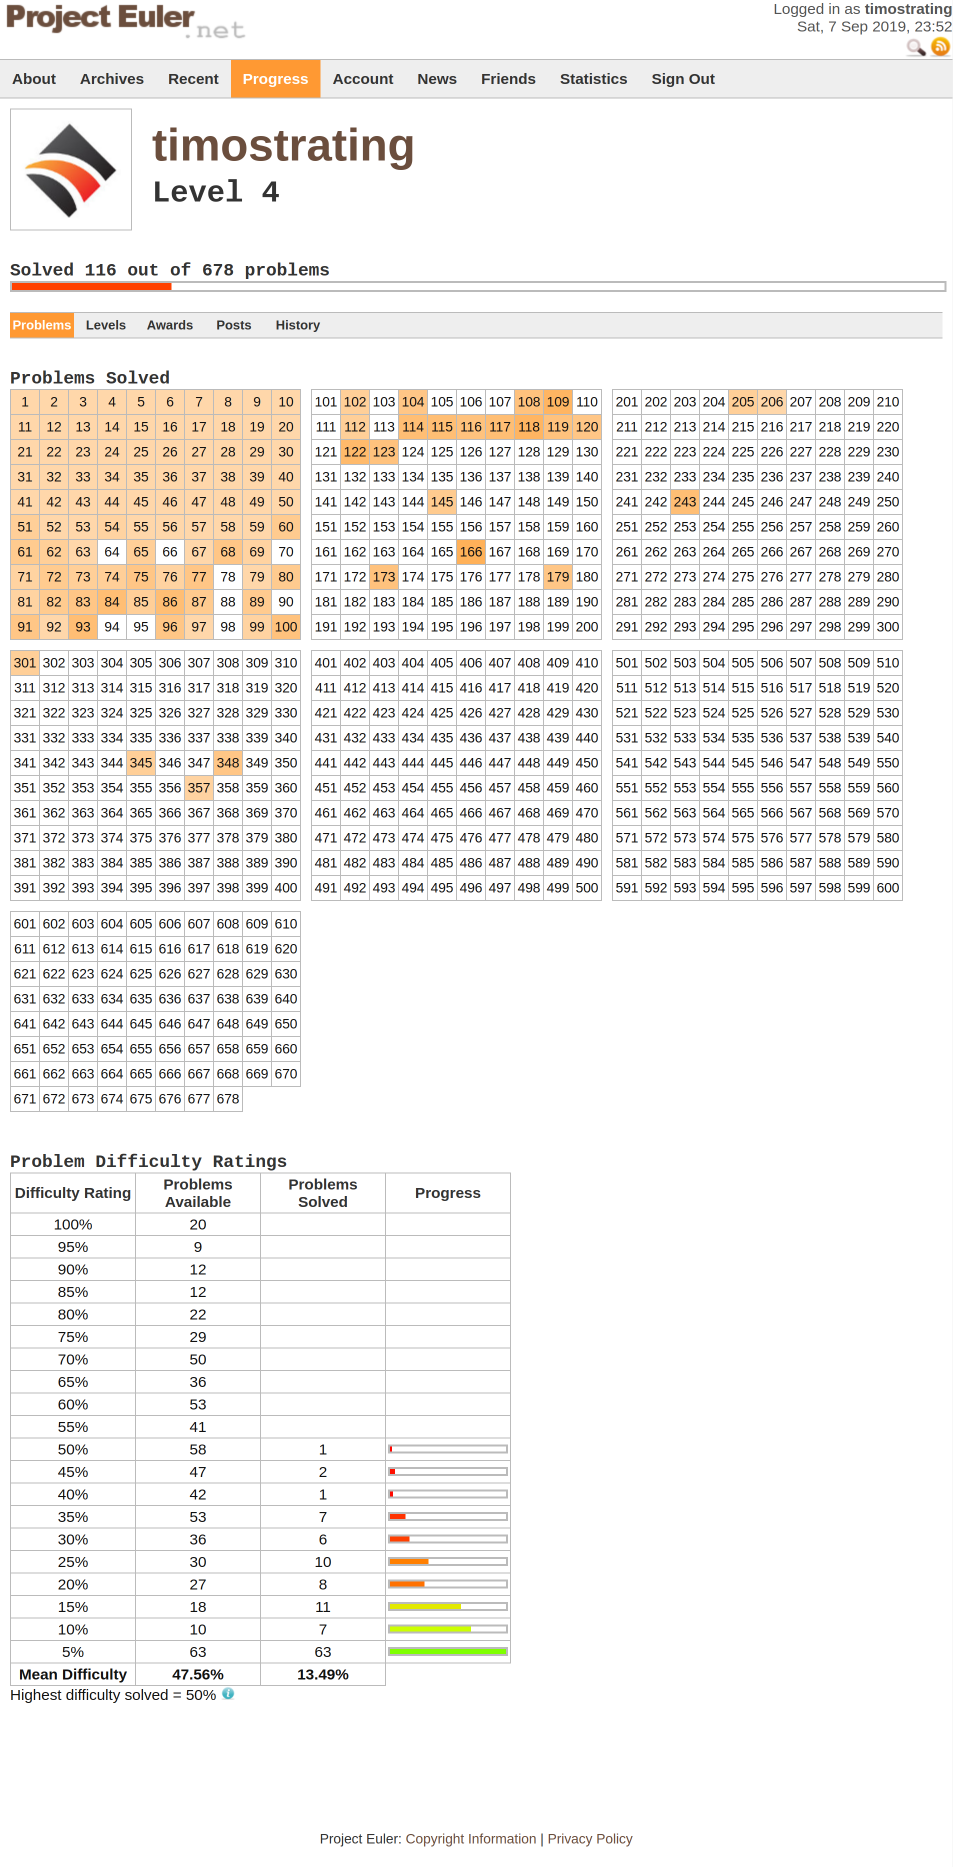 Project Euler
.net
Logged in as timostrating
Sat, 7 Sep 2019, 23:52
About Archives Recent Progress Account News Friends Statistics Sign Out
timostrating
Level 4
Solved 116 out of 678 problems
Problems Levels Awards Posts History
Problems Solved
1 2 3 4 5 6 7 8 9 10
11 12 13 14 15 16 17 18 19 20
21 22 23 24 25 26 27 28 29 30
31 32 33 34 35 36 37 38 39 40
41 42 43 44 45 46 47 48 49 50
51 52 53 54 55 56 57 58 59 60
61 62 63 64 65 66 67 68 69 70
71 72 73 74 75 76 77 78 79 80
81 82 83 84 85 86 87 88 89 90
91 92 93 94 95 96 97 98 99 100
101 102 103 104 105 106 107 108 109 110
111 112 113 114 115 116 117 118 119 120
121 122 123 124 125 126 127 128 129 130
131 132 133 134 135 136 137 138 139 140
141 142 143 144 145 146 147 148 149 150
151 152 153 154 155 156 157 158 159 160
161 162 163 164 165 166 167 168 169 170
171 172 173 174 175 176 177 178 179 180
181 182 183 184 185 186 187 188 189 190
191 192 193 194 195 196 197 198 199 200
201 202 203 204 205 206 207 208 209 210
211 212 213 214 215 216 217 218 219 220
221 222 223 224 225 226 227 228 229 230
231 232 233 234 235 236 237 238 239 240
241 242 243 244 245 246 247 248 249 250
251 252 253 254 255 256 257 258 259 260
261 262 263 264 265 266 267 268 269 270
271 272 273 274 275 276 277 278 279 280
281 282 283 284 285 286 287 288 289 290
291 292 293 294 295 296 297 298 299 300
301 302 303 304 305 306 307 308 309 310
311 312 313 314 315 316 317 318 319 320
321 322 323 324 325 326 327 328 329 330
331 332 333 334 335 336 337 338 339 340
341 342 343 344 345 346 347 348 349 350
351 352 353 354 355 356 357 358 359 360
361 362 363 364 365 366 367 368 369 370
371 372 373 374 375 376 377 378 379 380
381 382 383 384 385 386 387 388 389 390
391 392 393 394 395 396 397 398 399 400
401 402 403 404 405 406 407 408 409 410
411 412 413 414 415 416 417 418 419 420
421 422 423 424 425 426 427 428 429 430
431 432 433 434 435 436 437 438 439 440
441 442 443 444 445 446 447 448 449 450
451 452 453 454 455 456 457 458 459 460
461 462 463 464 465 466 467 468 469 470
471 472 473 474 475 476 477 478 479 480
481 482 483 484 485 486 487 488 489 490
491 492 493 494 495 496 497 498 499 500
501 502 503 504 505 506 507 508 509 510
511 512 513 514 515 516 517 518 519 520
521 522 523 524 525 526 527 528 529 530
531 532 533 534 535 536 537 538 539 540
541 542 543 544 545 546 547 548 549 550
551 552 553 554 555 556 557 558 559 560
561 562 563 564 565 566 567 568 569 570
571 572 573 574 575 576 577 578 579 580
581 582 583 584 585 586 587 588 589 590
591 592 593 594 595 596 597 598 599 600
601 602 603 604 605 606 607 608 609 610
611 612 613 614 615 616 617 618 619 620
621 622 623 624 625 626 627 628 629 630
631 632 633 634 635 636 637 638 639 640
641 642 643 644 645 646 647 648 649 650
651 652 653 654 655 656 657 658 659 660
661 662 663 664 665 666 667 668 669 670
671 672 673 674 675 676 677 678
Problem Difficulty Ratings
Difficulty Rating Problems Available Problems Solved Progress
100% 20
95% 9
90% 12
85% 12
80% 22
75% 29
70% 50
65% 36
60% 53
55% 41
50% 58 1
45% 47 2
40% 42 1
35% 53 7
30% 36 6
25% 30 10
20% 27 8
15% 18 11
10% 10 7
5% 63 63
Mean Difficulty 47.56% 13.49%
Highest difficulty solved = 50% i
Project Euler: Copyright Information | Privacy Policy